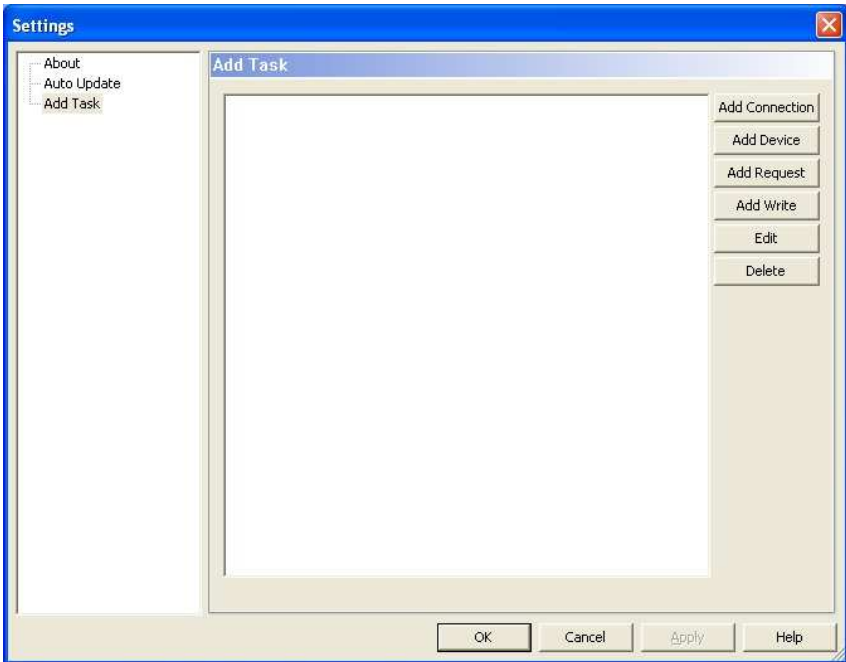 Settings
About
Auto Update
Add Task
Add Task
Add Connection
Add Device
Add Request
Add Write
Edit
Delete
OK
Cancel
Apply
Help